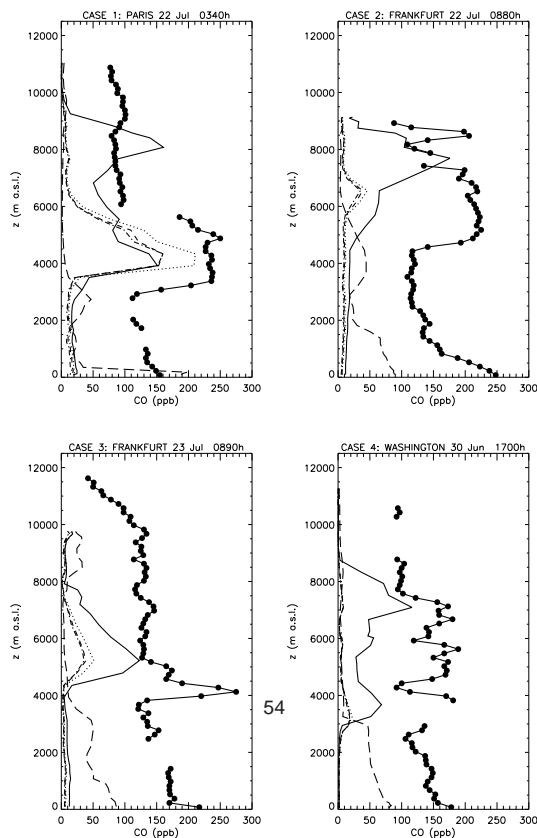 CASE 1: PARIS 22 Jul 0340h
12000
10000
8000
6000
4000
2000
0
z (m a.s.l.)
0 50 100 150 200 250 300
CO (ppb)
CASE 2: FRANKFURT 22 Jul 0880h
12000
10000
8000
6000
4000
2000
0
z (m a.s.l.)
0 50 100 150 200 250 300
CO (ppb)
CASE 3: FRANKFURT 23 Jul 0890h
12000
10000
8000
6000
4000
2000
0
z (m a.s.l.)
0 50 100 150 200 250 300
CO (ppb)
54
CASE 4: WASHINGTON 30 Jun 1700h
12000
10000
8000
6000
4000
2000
0
z (m a.s.l.)
0 50 100 150 200 250 300
CO (ppb)